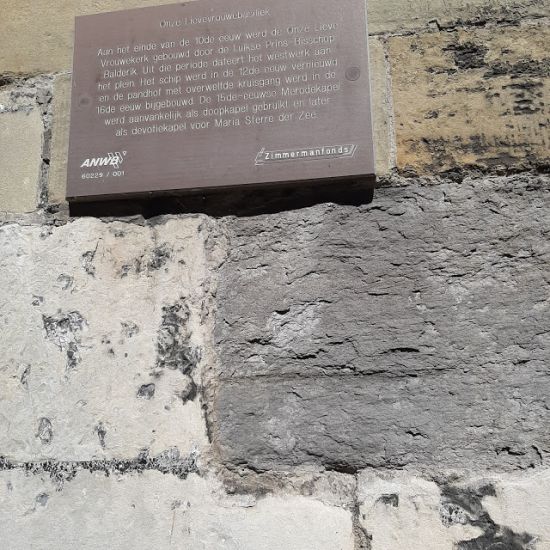 Onze Lievevrouwebasiliek
Aan het einde van de 10de eeuw werd de Onze Lieve
Vrouwekerk gebouwd door de Luikse Prins-Bisschop
Balderik. Uit die periode dateert het westwerk aan
het plein. Het schip werd in de 12de eeuw vernieuwd
en de pandhof met overwelfde kruisgang werd in de
16de eeuw bijgebouwd. De 15de-eeuwse Merodekapel
werd aanvankelijk als doopkapel gebruikt en later
als devotiekapel voor Maria Sterre der Zee.
ANWB
60229 / 001
Zimmermanfonds